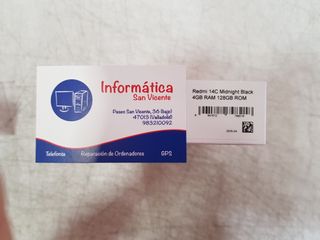 Informática
San Vicente
Paseo San Vicente, 36 Bajo)
47013 (Valladolid)
983210092
Telefonía
Reparación de Ordenadores
GPS
Redmi 14C Midnight Black
4GB RAM 128GB ROM